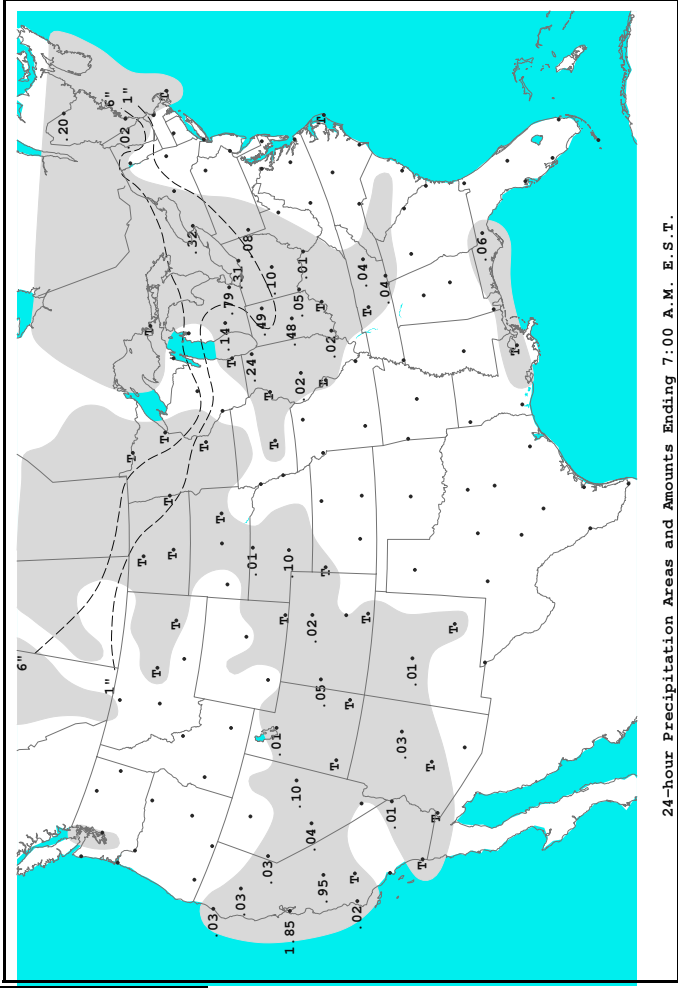 6"
.20
6"
1"
.02
1"
T
T
T
T
T
T
T
T
T
.32
T
.03
T
.14
.79
T
.31
.03
.08
.24
.01
.49
.03
T
.10
T
.01
T
.10
1.85
.48
.10
.05
.02
.01
.04
.02
.05
T
T
.95
T
T
.02
T
T
T
.02
.04
T
T
.04
.01
.03
.01
T
T
T
T
.06
T
24-hour Precipitation Areas and Amounts Ending 7:00 A.M. E.S.T.